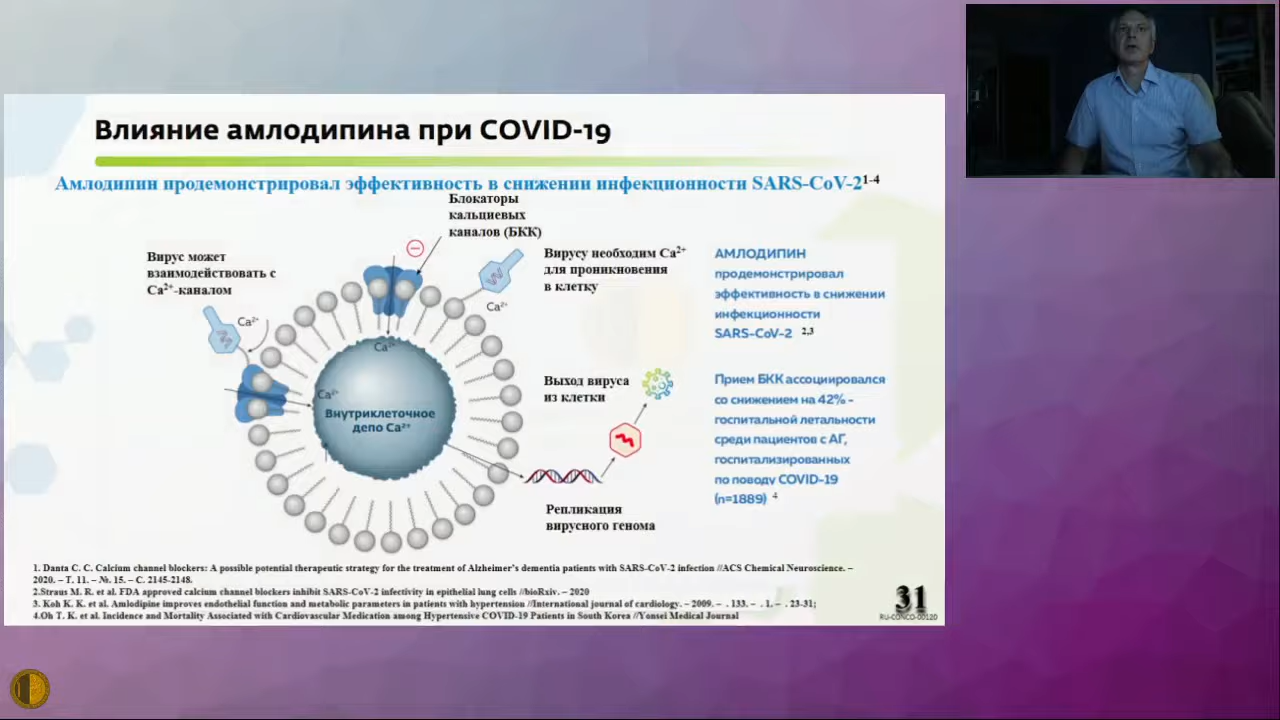 Влияние амлодипина при COVID-19
Амлодипин продемонстрировал эффективность в снижении инфекционности SARS-CoV-2¹⁻⁴
Блокаторы
кальциевых
каналов (БКК)
Вирус может
взаимодействовать с
Ca²⁺-каналом
Вирусу необходим Ca²⁺
для проникновения
в клетку
Ca²⁺
Ca²⁺
Ca²⁺
Ca²⁺
Внутриклеточное
депо Ca²⁺
Выход вируса
из клетки
Репликация
вирусного генома
АМЛОДИПИН
продемонстрировал
эффективность в снижении
инфекционности
SARS-CoV-2 ²,³
Прием БКК ассоциировался
со снижением на 42% -
госпитальной летальности
среди пациентов с АГ,
госпитализированных
по поводу COVID-19
(n=1889) ⁴
1. Danta C. C. Calcium channel blockers: A possible potential therapeutic strategy for the treatment of Alzheimer's dementia patients with SARS-CoV-2 infection //ACS Chemical Neuroscience. –
2020. – Т. 11. – №. 15. – С. 2145-2148.
2.Straus M. R. et al. FDA approved calcium channel blockers inhibit SARS-CoV-2 infectivity in epithelial lung cells //bioRxiv. – 2020
3. Koh K. K. et al. Amlodipine improves endothelial function and metabolic parameters in patients with hypertension //International journal of cardiology. – 2009. – . 133. – . 1. – . 23-31;
4.Oh T. K. et al. Incidence and Mortality Associated with Cardiovascular Medication among Hypertensive COVID-19 Patients in South Korea //Yonsei Medical Journal
31
RU-CONCO-00120